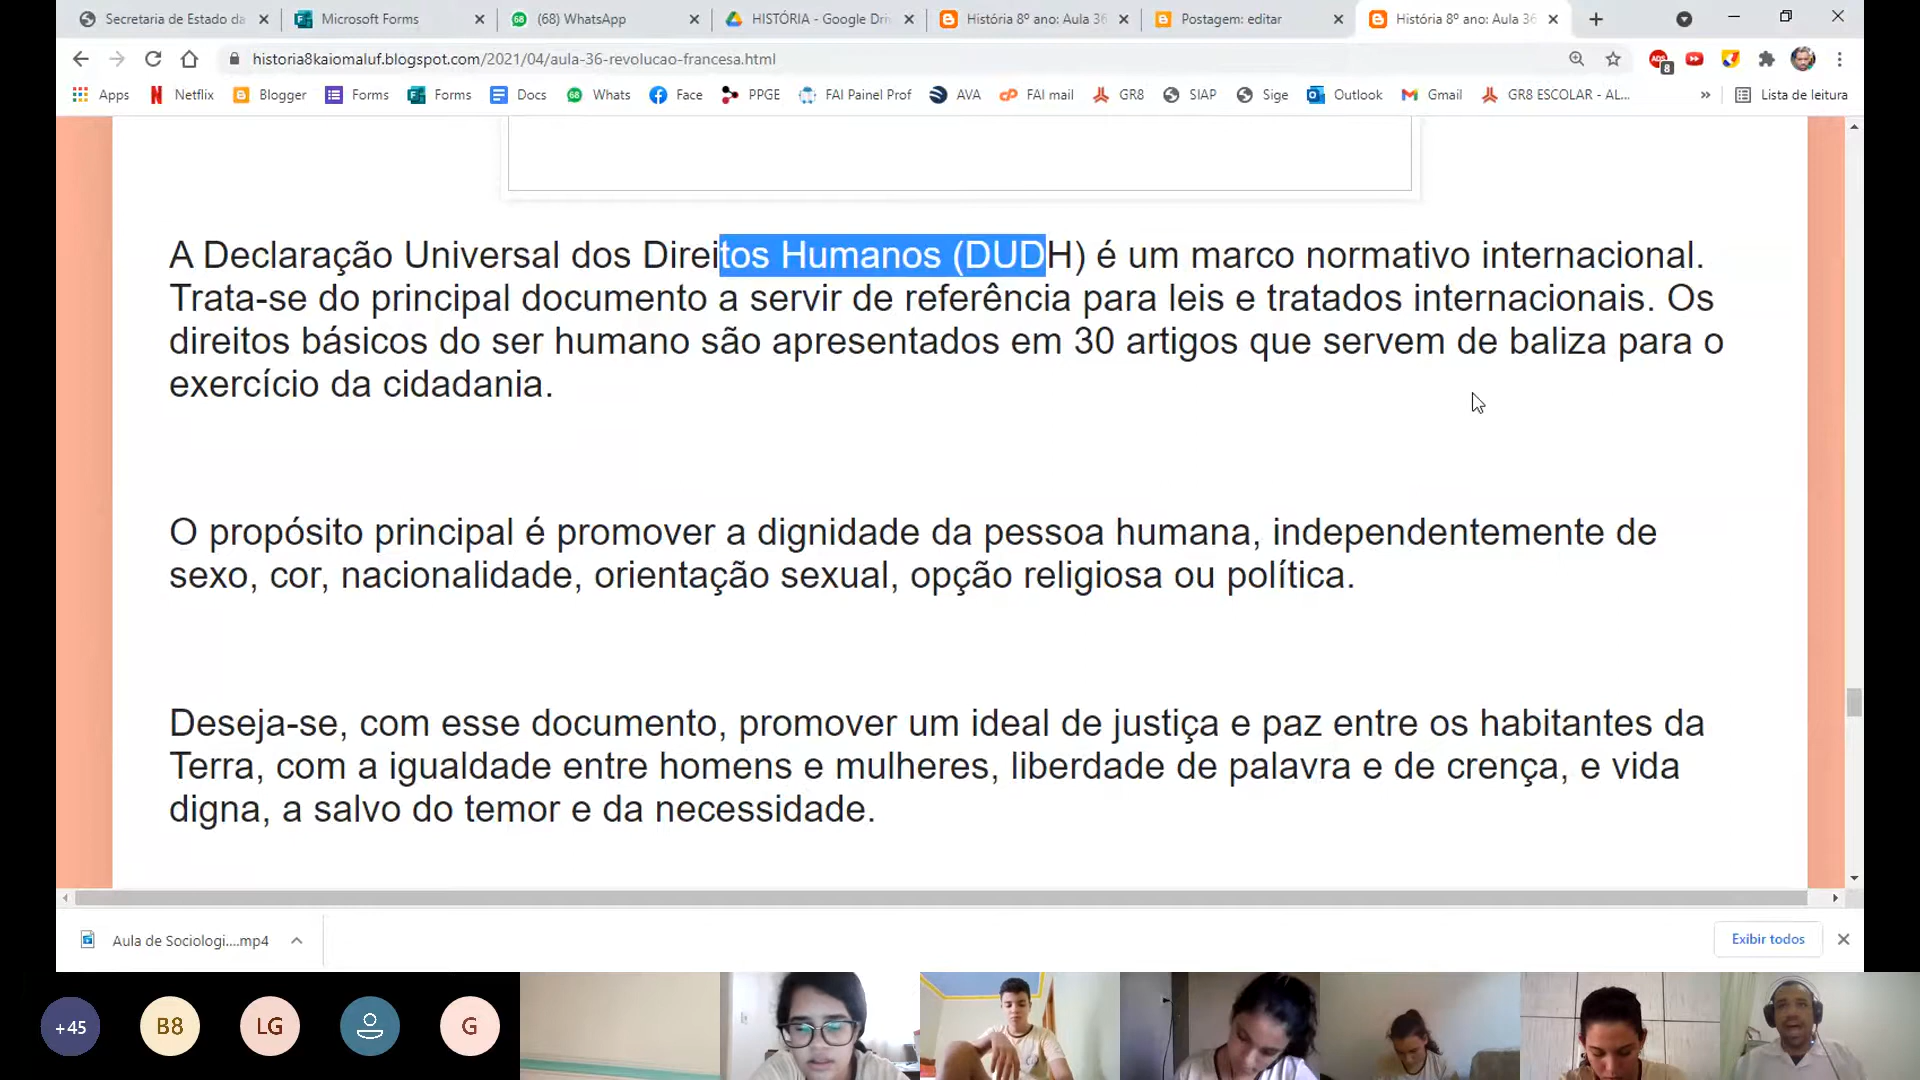 Secretaria de Estado da
Microsoft Forms
(68) WhatsApp
HISTÓRIA - Google Dri
História 8º ano: Aula 36
Postagem: editar
História 8º ano: Aula 36
historia8kaiomaluf.blogspot.com/2021/04/aula-36-revolucao-francesa.html
8
Apps
Netflix
Blogger
Forms
Forms
Docs
Whats
Face
PPGE
FAI Painel Prof
AVA
FAI mail
GR8
SIAP
Sige
Outlook
Gmail
GR8 ESCOLAR - AL...
»
Lista de leitura
A Declaração Universal dos Direitos Humanos (DUDH) é um marco normativo internacional.
Trata-se do principal documento a servir de referência para leis e tratados internacionais. Os
direitos básicos do ser humano são apresentados em 30 artigos que servem de baliza para o
exercício da cidadania.
O propósito principal é promover a dignidade da pessoa humana, independentemente de
sexo, cor, nacionalidade, orientação sexual, opção religiosa ou política.
Deseja-se, com esse documento, promover um ideal de justiça e paz entre os habitantes da
Terra, com a igualdade entre homens e mulheres, liberdade de palavra e de crença, e vida
digna, a salvo do temor e da necessidade.
Aula de Sociologi....mp4
Exibir todos
+45
B8
LG
G